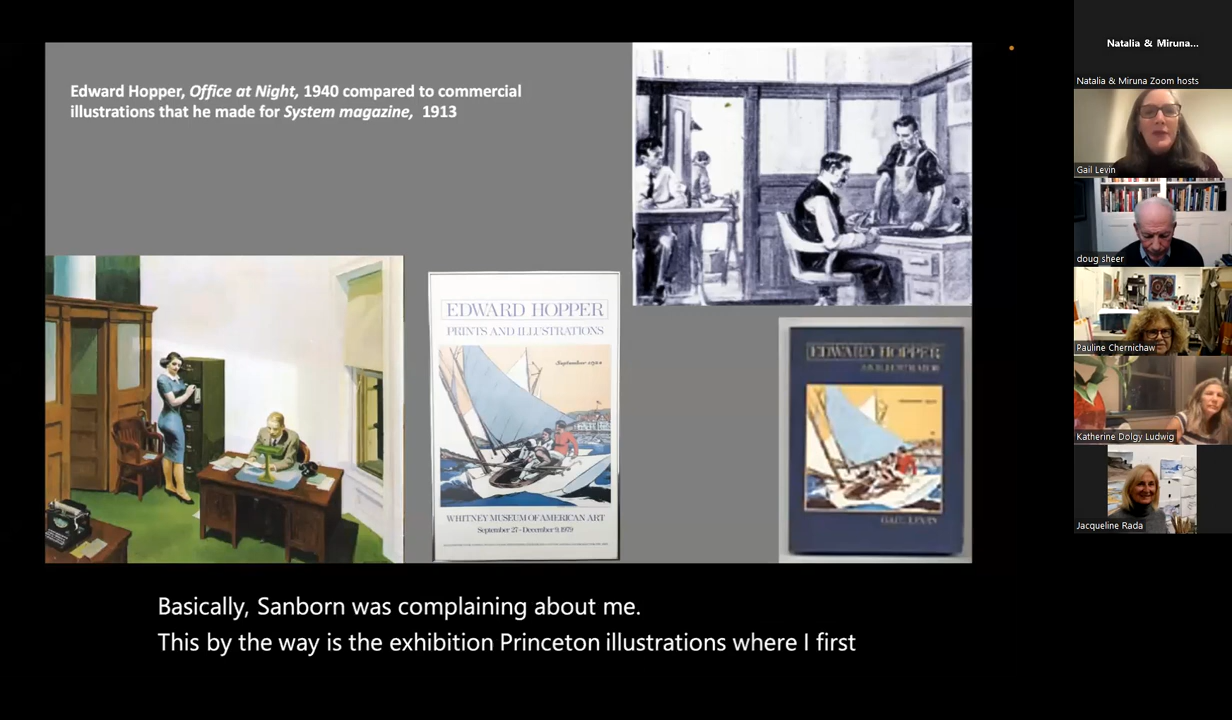 Edward Hopper, Office at Night, 1940 compared to commercial
illustrations that he made for System magazine, 1913
EDWARD HOPPER
PRINTS AND ILLUSTRATIONS
September 1922
WHITNEY MUSEUM OF AMERICAN ART
September 27 - December 9, 1979
EDWARD HOPPER
AS ILLUSTRATOR
GAIL LEVIN
Basically, Sanborn was complaining about me.
This by the way is the exhibition Princeton illustrations where I first
Natalia & Miruna...
Natalia & Miruna Zoom hosts
Gail Levin
doug sheer
Pauline Chernichaw
Katherine Dolgy Ludwig
Jacqueline Rada